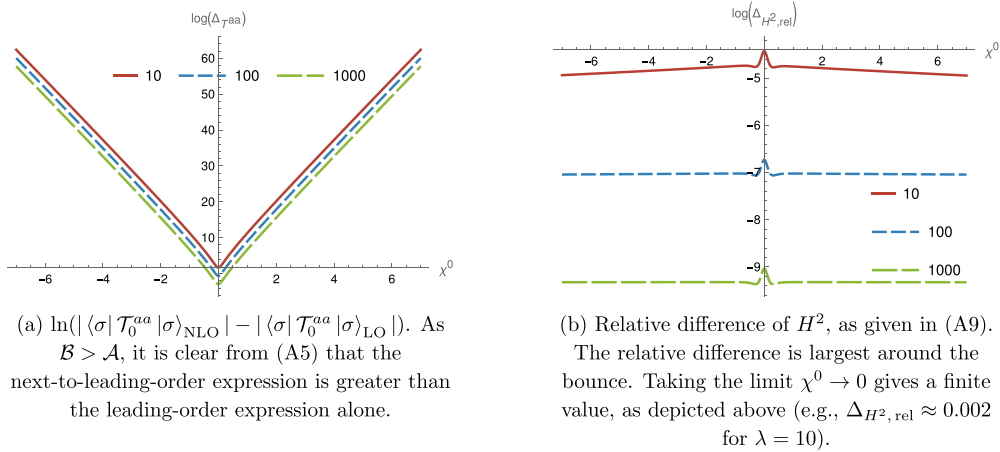 log(Δ_{𝒯^{aa}})
60
50
40
30
20
10
10 100 1000
-6 -4 -2 2 4 6 χ^0
(a) ln(| ⟨σ| 𝒯_0^{aa} |σ⟩_{NLO} | − | ⟨σ| 𝒯_0^{aa} |σ⟩_{LO} |). As
ℬ > 𝒜, it is clear from (A5) that the
next-to-leading-order expression is greater than
the leading-order expression alone.
log(Δ_{H^2,rel})
-6 -4 -2 2 4 6 χ^0
-5
-6
-7
-8
-9
10
100
1000
(b) Relative difference of H^2, as given in (A9).
The relative difference is largest around the
bounce. Taking the limit χ^0 → 0 gives a finite
value, as depicted above (e.g., Δ_{H^2, rel} ≈ 0.002
for λ = 10).